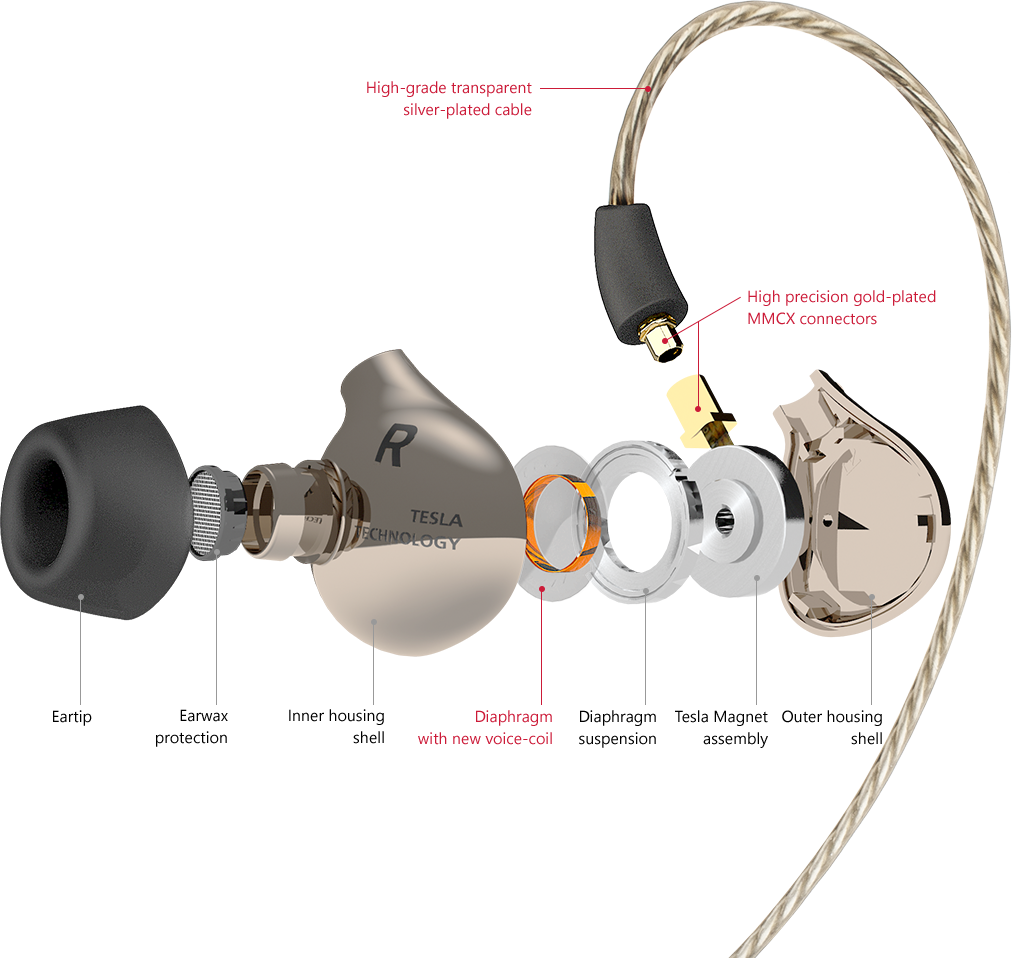 High-grade transparent
silver-plated cable
High precision gold-plated
MMCX connectors
R
TESLA
TECHNOLOGY
Eartip
Earwax
protection
Inner housing
shell
Diaphragm
with new voice-coil
Diaphragm
suspension
Tesla Magnet
assembly
Outer housing
shell